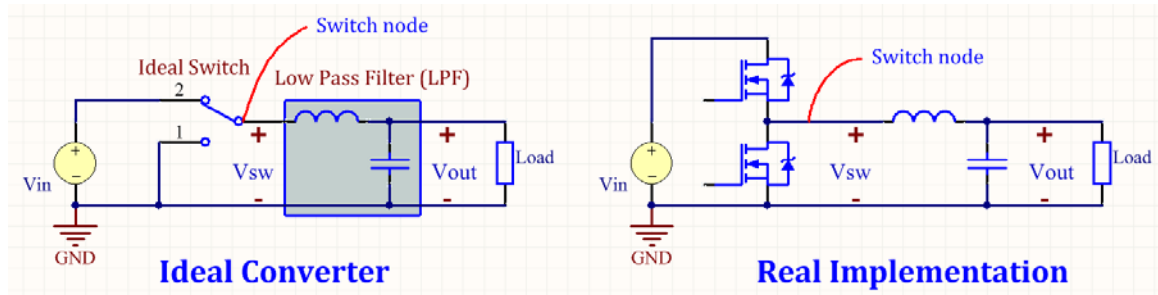 Switch node
Ideal Switch
Low Pass Filter (LPF)
2
1
+
+
+
-
Vin
Vsw
Vout
Load
-
-
GND
Ideal Converter
Switch node
+
+
+
-
Vin
Vsw
Vout
Load
-
-
GND
Real Implementation